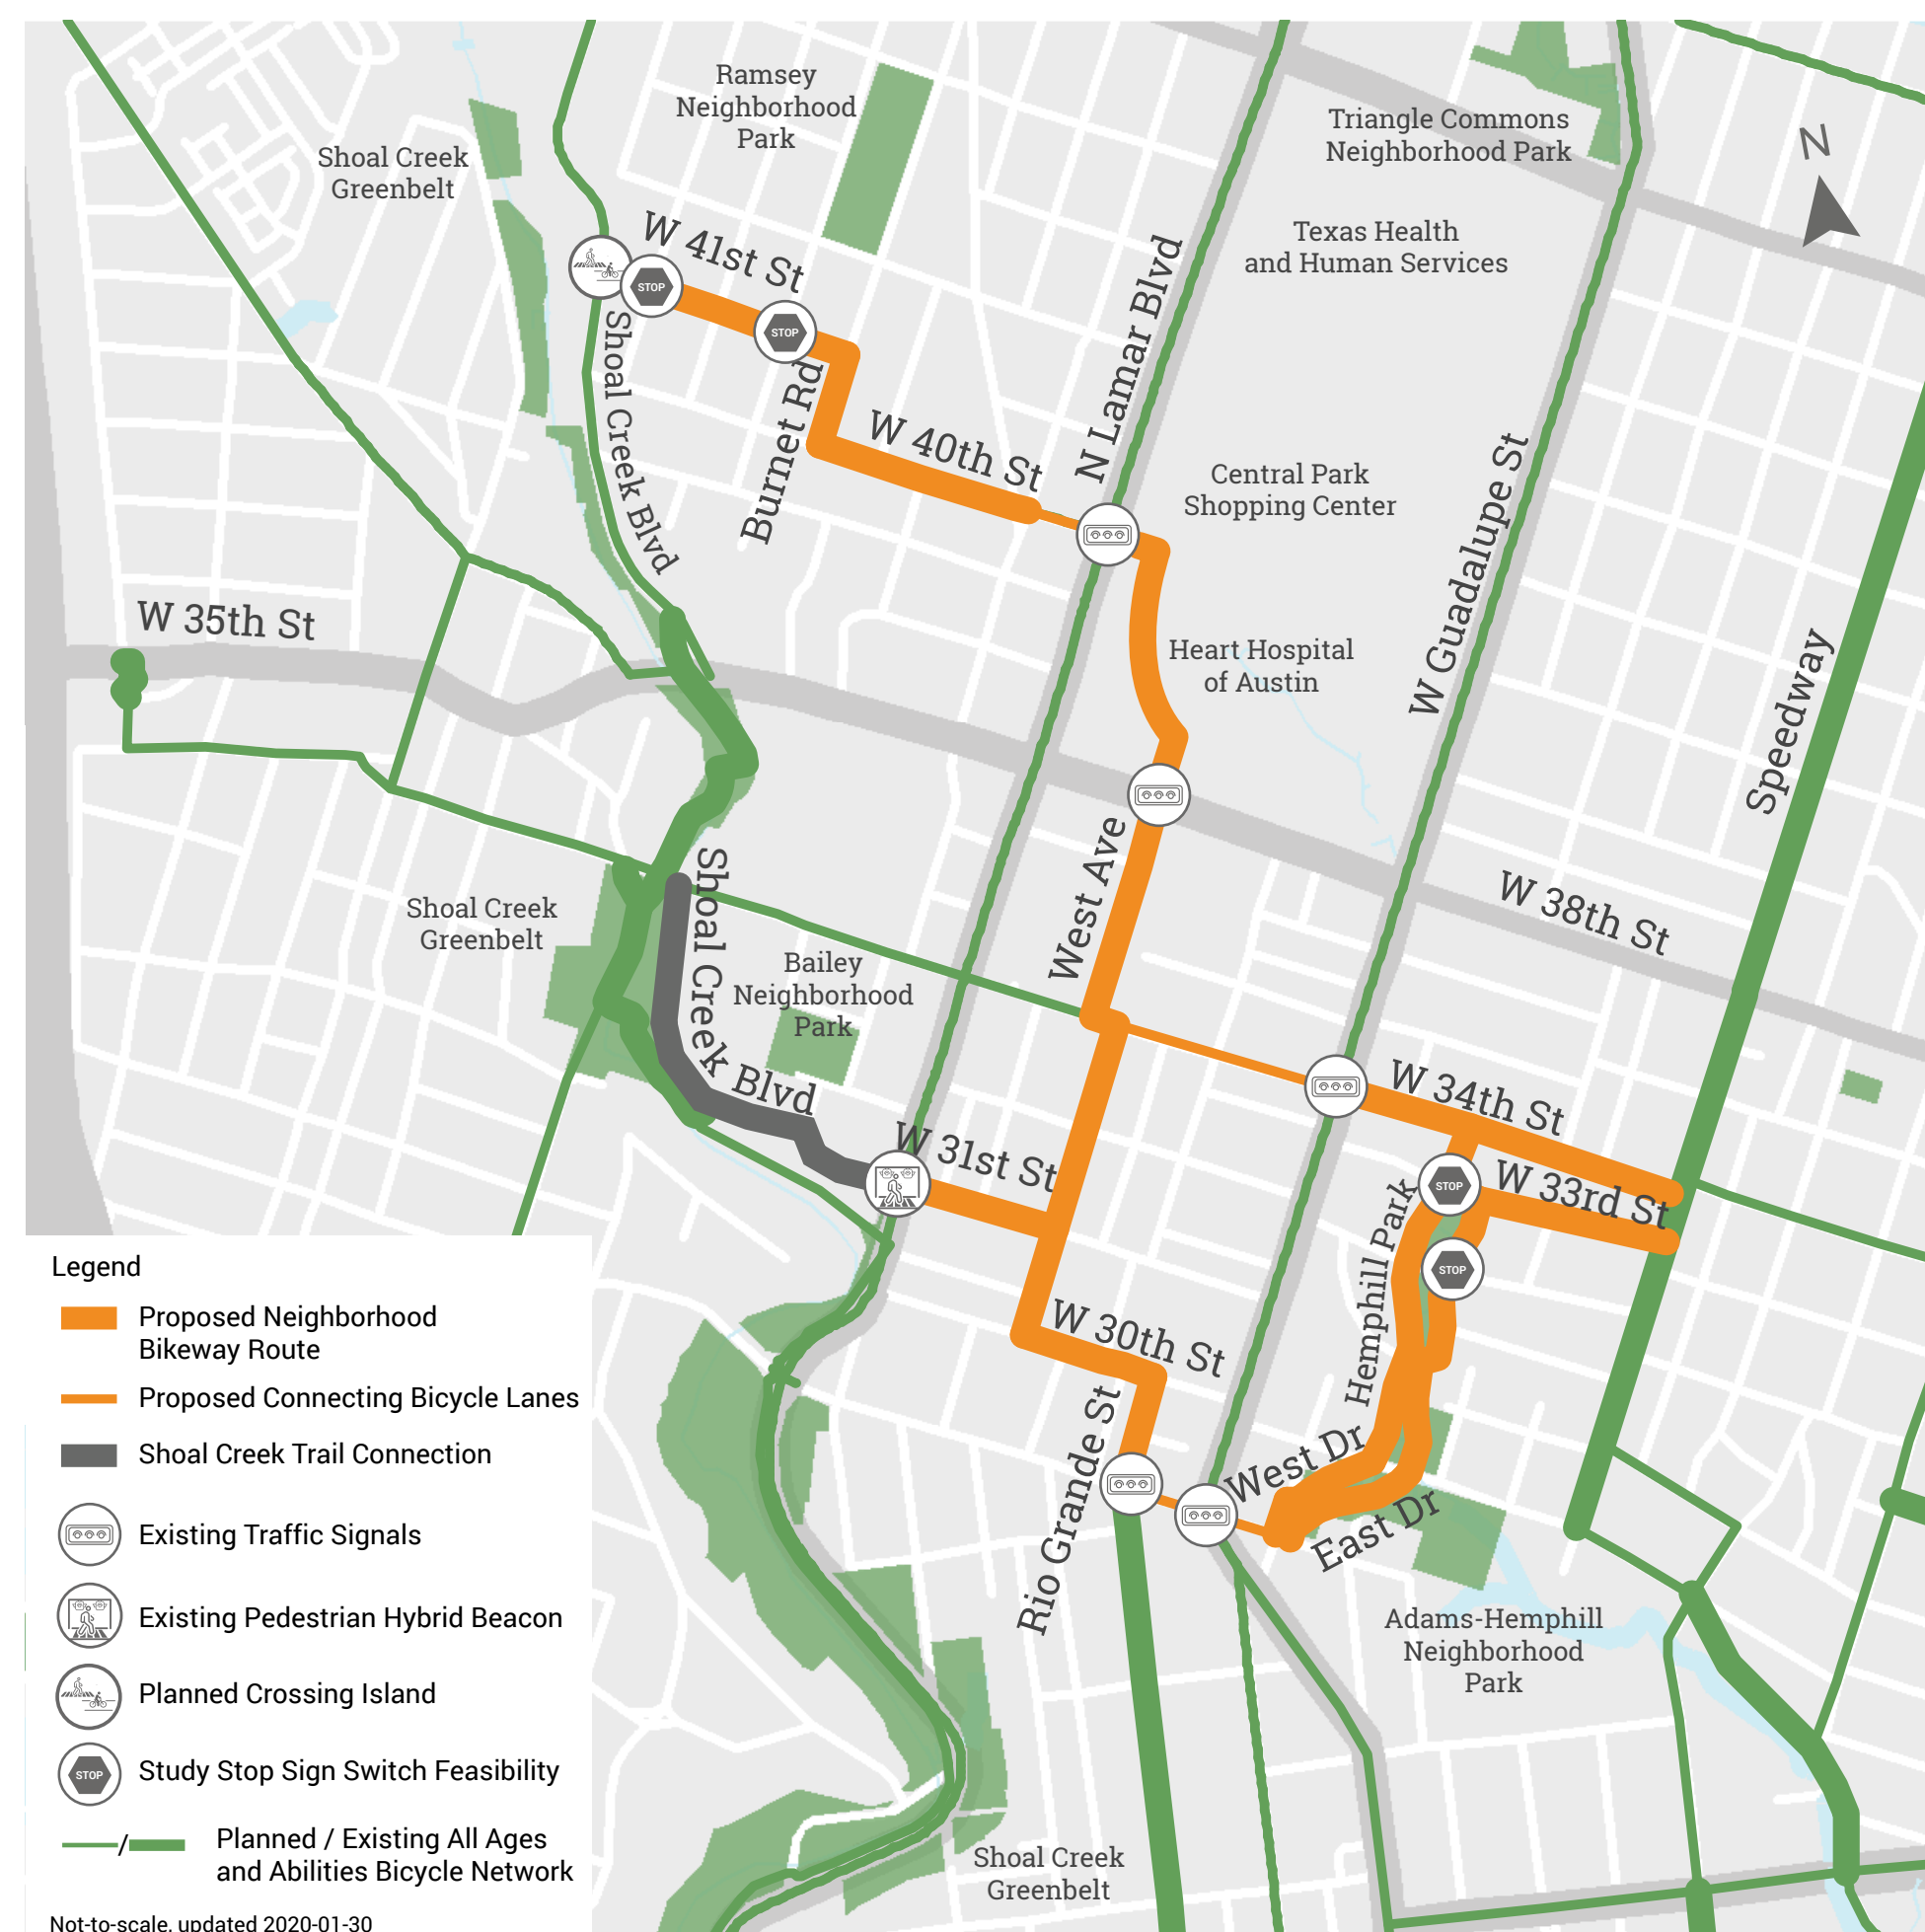 Ramsey
Neighborhood
Park
Triangle Commons
Neighborhood Park
N
Shoal Creek
Greenbelt
W 41st St
Texas Health
and Human Services
STOP
STOP
Shoal Creek Blvd
Burnet Rd
W 40th St
N Lamar Blvd
Central Park
Shopping Center
W Guadalupe St
W 35th St
Heart Hospital
of Austin
Speedway
West Ave
W 38th St
Shoal Creek
Greenbelt
Shoal Creek Blvd
Bailey
Neighborhood
Park
W 34th St
W 31st St
STOP
W 33rd St
STOP
Hemphill Park
W 30th St
West Dr
East Dr
Rio Grande St
Adams-Hemphill
Neighborhood
Park
Shoal Creek
Greenbelt
Legend
Proposed Neighborhood
Bikeway Route
Proposed Connecting Bicycle Lanes
Shoal Creek Trail Connection
Existing Traffic Signals
Existing Pedestrian Hybrid Beacon
Planned Crossing Island
STOP
Study Stop Sign Switch Feasibility
/
Planned / Existing All Ages
and Abilities Bicycle Network
Not-to-scale, updated 2020-01-30